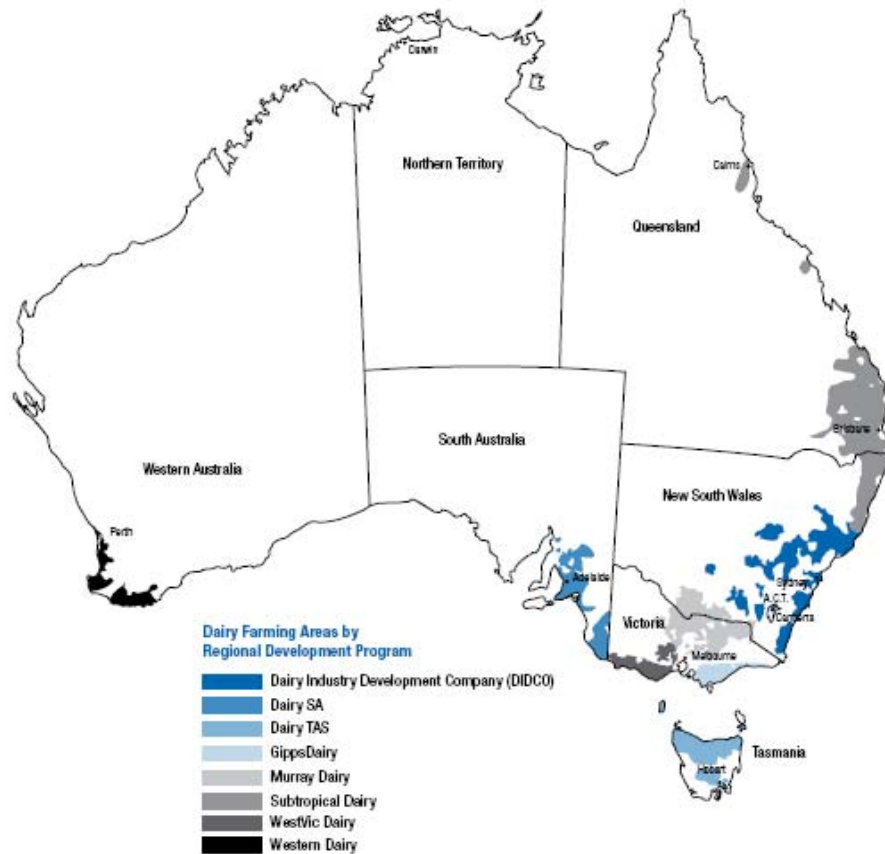 Darwin
Northern Territory
Cairns
Queensland
Brisbane
South Australia
Western Australia
New South Wales
Perth
Sydney
Adelaide
A.C.T.
Canberra
Victoria
Melbourne
Dairy Farming Areas by
Regional Development Program
Dairy Industry Development Company (DIDCO)
Dairy SA
Dairy TAS
GippsDairy
Murray Dairy
Subtropical Dairy
WestVic Dairy
Western Dairy
Tasmania
Hobart